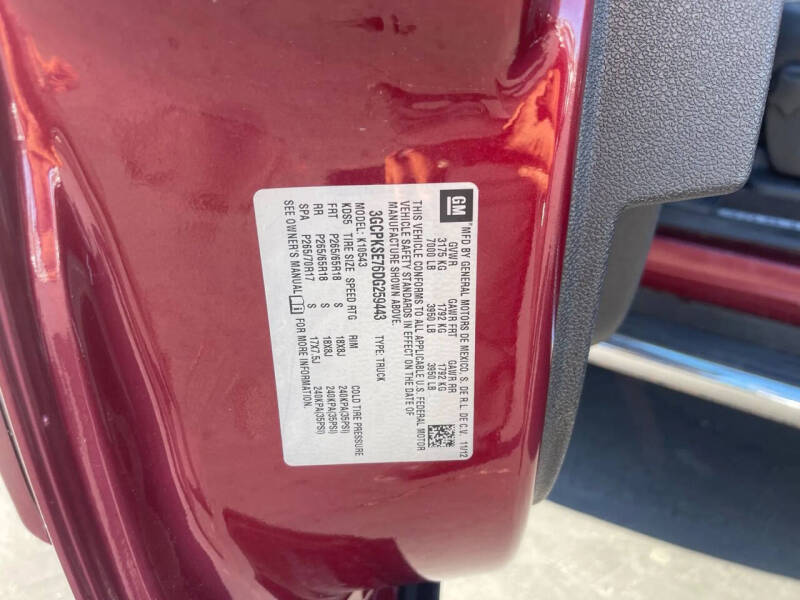 GM MFD BY GENERAL MOTORS DE MEXICO, S. DE R.L. DE C.V. 11/12
GVWR GAWR FRT GAWR RR
3175 KG 1792 KG 1792 KG
7000 LB 3950 LB 3950 LB
THIS VEHICLE CONFORMS TO ALL APPLICABLE U.S. FEDERAL MOTOR
VEHICLE SAFETY STANDARDS IN EFFECT ON THE DATE OF
MANUFACTURE SHOWN ABOVE.
3GCPKSE76DG259443 TYPE: TRUCK
MODEL: K10543
KDS5 TIRE SIZE SPEED RTG RIM COLD TIRE PRESSURE
FRT P265/65R18 S 18X8J 240KPA(35PSI)
RR P265/65R18 S 18X8J 240KPA(35PSI)
SPA P265/70R17 S 17X7.5J 240KPA(35PSI)
SEE OWNER'S MANUAL FOR MORE INFORMATION.